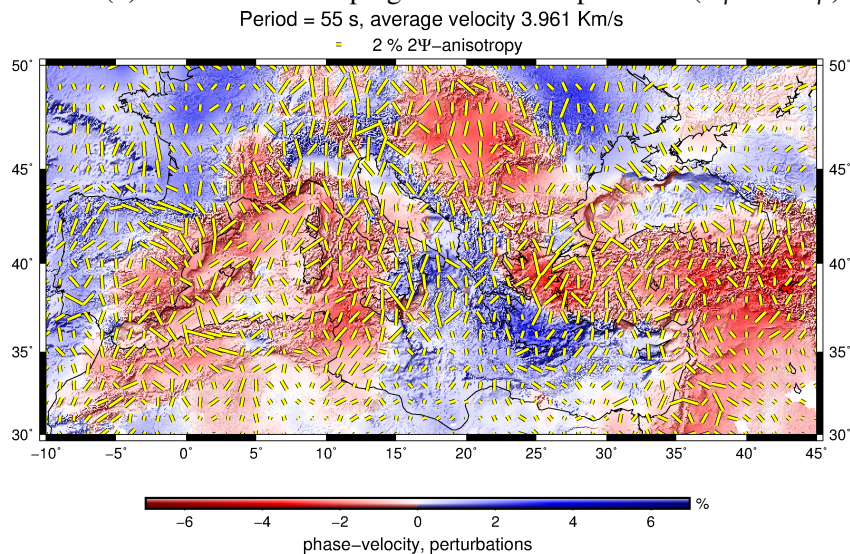 Period = 55 s, average velocity 3.961 Km/s
2 % 2Ψ−anisotropy
50˚ 50˚
45˚ 45˚
40˚ 40˚
35˚ 35˚
30˚ 30˚
−10˚ −5˚ 0˚ 5˚ 10˚ 15˚ 20˚ 25˚ 30˚ 35˚ 40˚ 45˚
%
−6 −4 −2 0 2 4 6
phase−velocity, perturbations